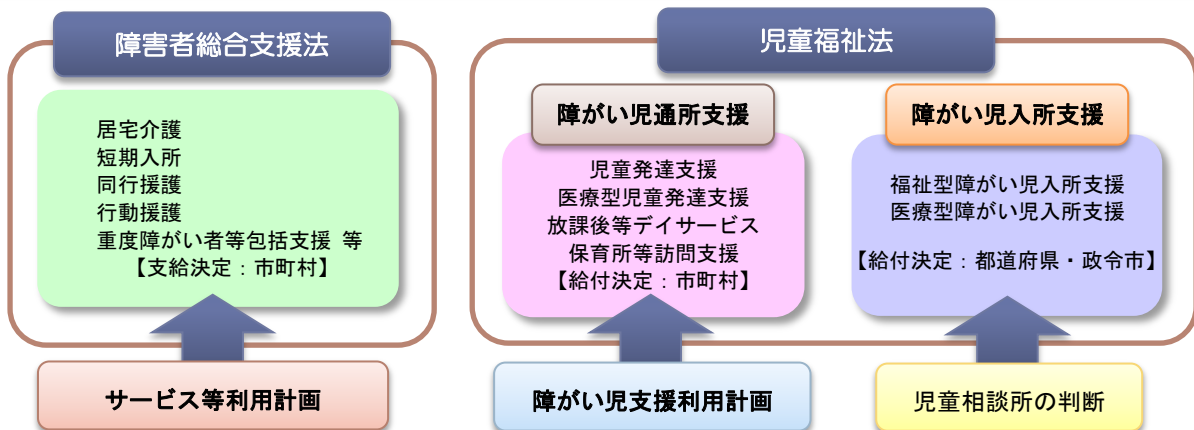 障害者総合支援法
居宅介護
短期入所
同行援護
行動援護
重度障がい者等包括支援 等
【支給決定：市町村】
サービス等利用計画
児童福祉法
障がい児通所支援
児童発達支援
医療型児童発達支援
放課後等デイサービス
保育所等訪問支援
【給付決定：市町村】
障がい児支援利用計画
障がい児入所支援
福祉型障がい児入所支援
医療型障がい児入所支援
【給付決定：都道府県・政令市】
児童相談所の判断